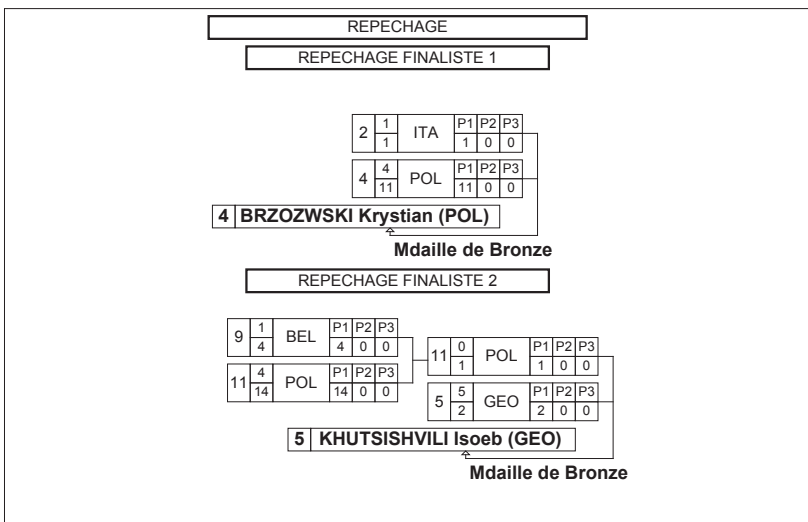 REPECHAGE
REPECHAGE FINALISTE 1
2 1 ITA P1 P2 P3
1 1 0 0
4 4 POL P1 P2 P3
11 11 0 0
4 BRZOZWSKI Krystian (POL)
Mdaille de Bronze
REPECHAGE FINALISTE 2
9 1 BEL P1 P2 P3
4 4 0 0
11 0 POL P1 P2 P3
1 1 0 0
11 4 POL P1 P2 P3
14 14 0 0
5 5 GEO P1 P2 P3
2 2 0 0
5 KHUTSISHVILI Isoeb (GEO)
Mdaille de Bronze